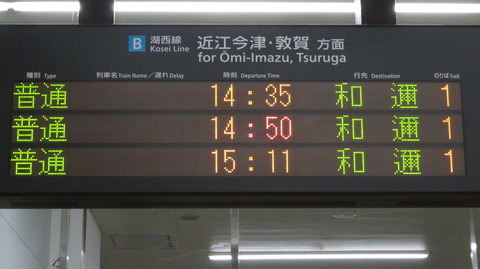 B 湖西線 Kosei Line 近江今津・敦賀 方面
for Ōmi-Imazu, Tsuruga
種別 Type 列車名 Train Name／遅れ Delay 時刻 Departure Time 行先 Destination のりば Track
普通 14:35 和邇 1
普通 14:50 和邇 1
普通 15:11 和邇 1